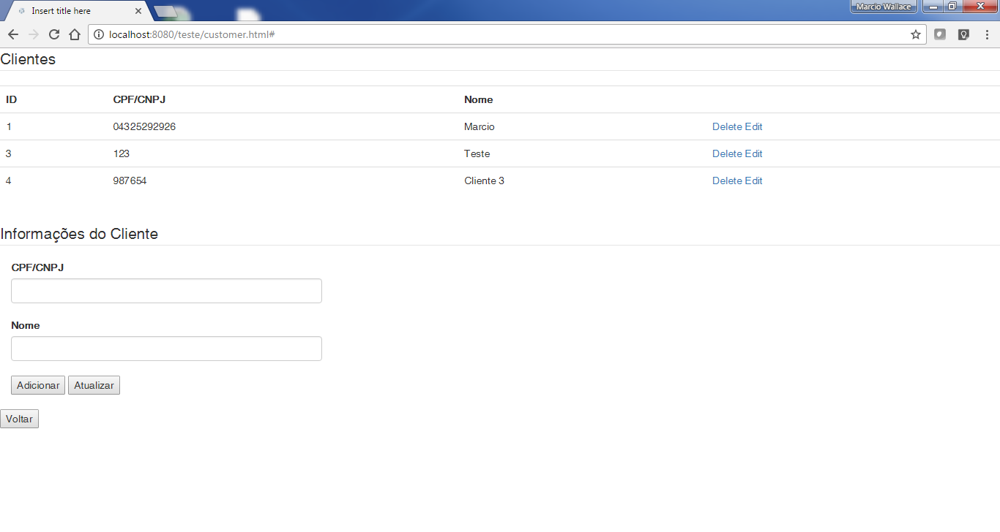 Insert title here
Marcio Wallace
localhost:8080/teste/customer.html#
Clientes
ID CPF/CNPJ Nome
1 04325292926 Marcio Delete Edit
3 123 Teste Delete Edit
4 987654 Cliente 3 Delete Edit
Informações do Cliente
CPF/CNPJ
Nome
Adicionar Atualizar
Voltar